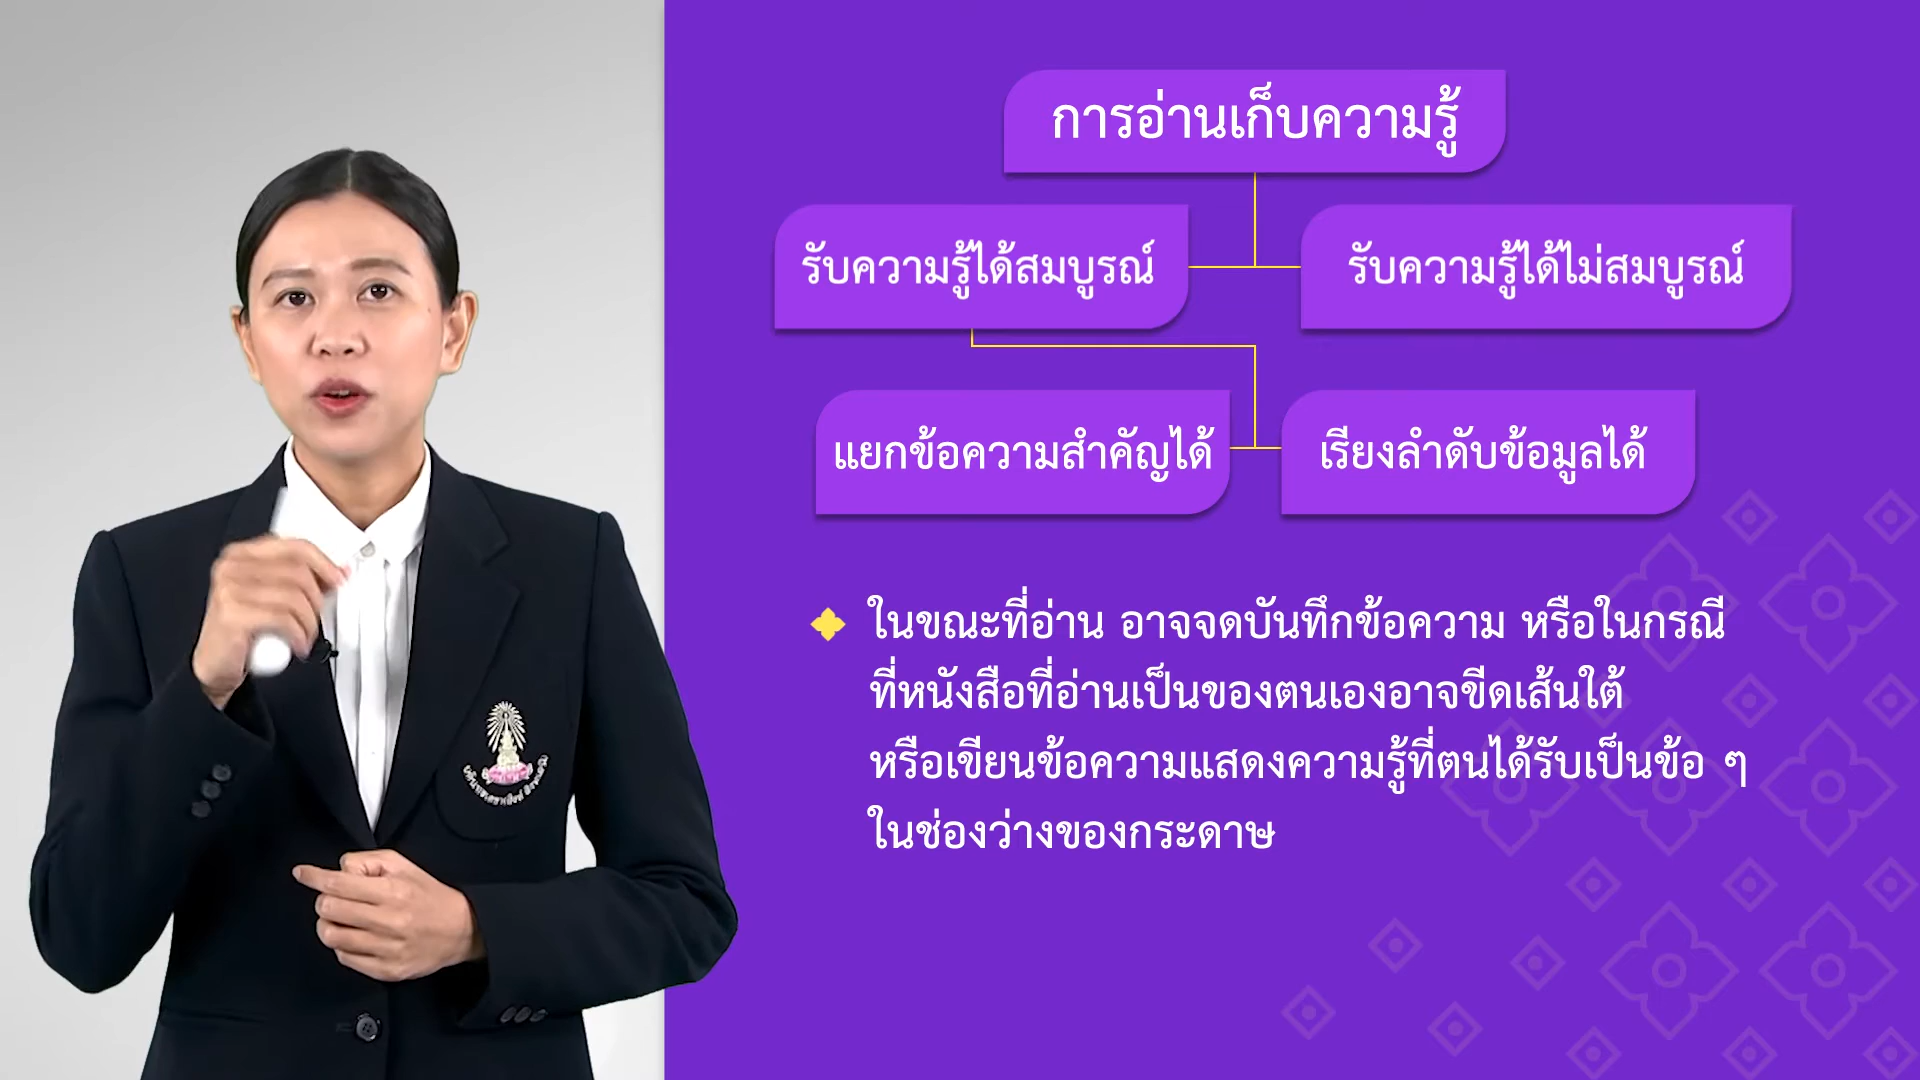 การอ่านเก็บความรู้
รับความรู้ได้สมบูรณ์
รับความรู้ได้ไม่สมบูรณ์
แยกข้อความสำคัญได้
เรียงลำดับข้อมูลได้
ในขณะที่อ่าน อาจจดบันทึกข้อความ หรือในกรณี
ที่หนังสือที่อ่านเป็นของตนเองอาจขีดเส้นใต้
หรือเขียนข้อความแสดงความรู้ที่ตนได้รับเป็นข้อ ๆ
ในช่องว่างของกระดาษ